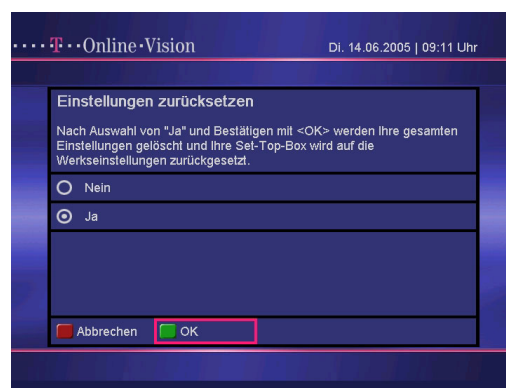 ····T··Online·Vision
Di. 14.06.2005 | 09:11 Uhr
Einstellungen zurücksetzen
Nach Auswahl von "Ja" und Bestätigen mit <OK> werden Ihre gesamten
Einstellungen gelöscht und Ihre Set-Top-Box wird auf die
Werkseinstellungen zurückgesetzt.
Nein
Ja
Abbrechen
OK